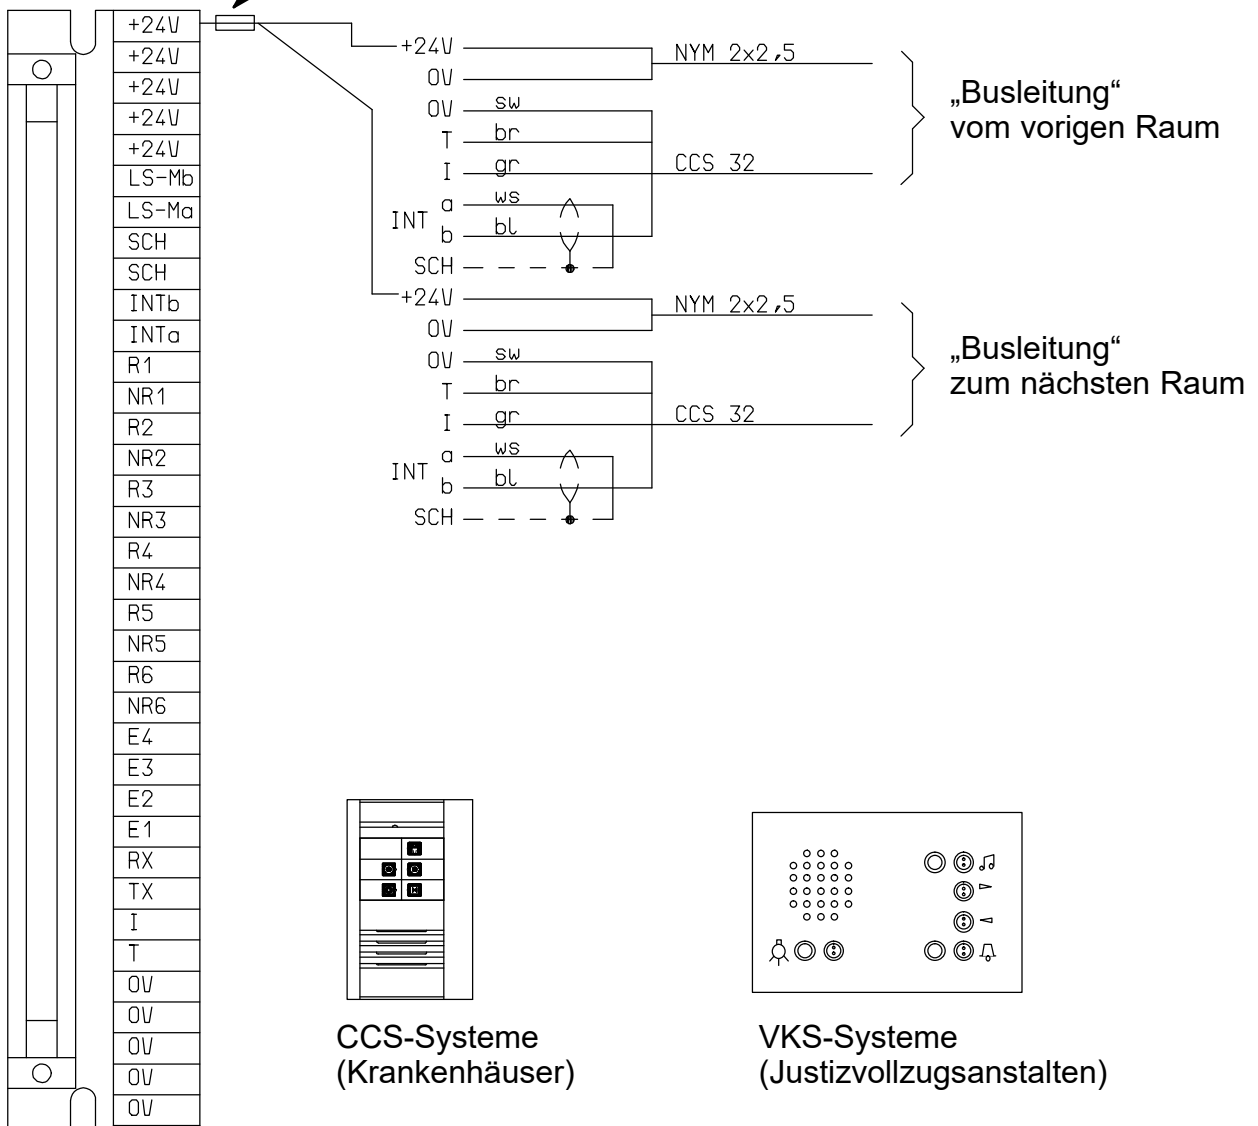 +24V
+24V
+24V
+24V
+24V
LS-Mb
LS-Ma
SCH
SCH
INTb
INTa
R1
NR1
R2
NR2
R3
NR3
R4
NR4
R5
NR5
R6
NR6
E4
E3
E2
E1
RX
TX
I
T
0V
0V
0V
0V
0V
+24V
NYM 2x2,5
0V
0V sw
T br
I gr CCS 32
INT
a ws
b bl
SCH
„Busleitung“
vom vorigen Raum
+24V
NYM 2x2,5
0V
0V sw
T br
I gr CCS 32
INT
a ws
b bl
SCH
„Busleitung“
zum nächsten Raum
CCS-Systeme
(Krankenhäuser)
VKS-Systeme
(Justizvollzugsanstalten)